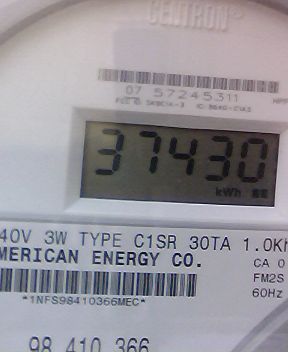 CENTRON®
07 57245311
37430
kWh
40V 3W TYPE C1SR 30TA 1.0Kh
MERICAN ENERGY CO.
CA 0
FM2S
60Hz
*1NFS98410366MEC*
98 410 366